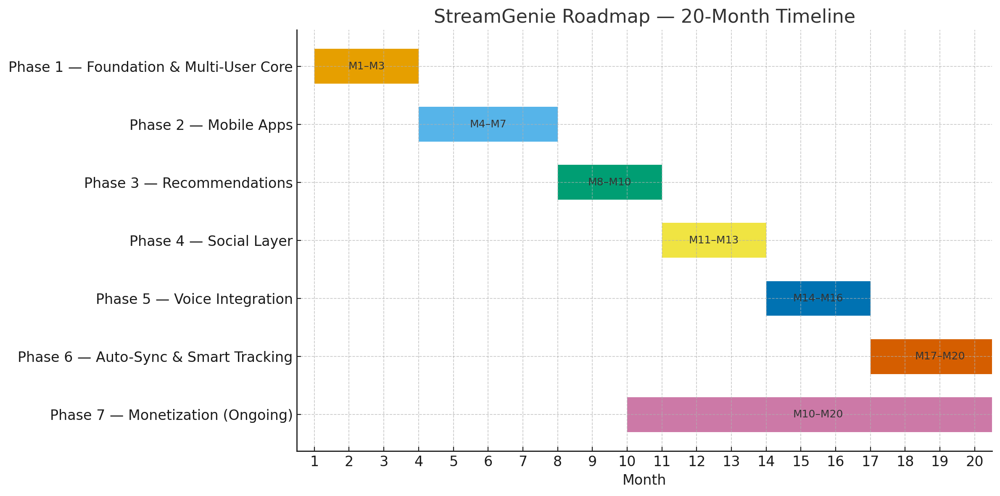 StreamGenie Roadmap — 20-Month Timeline
Phase 1 — Foundation & Multi-User Core
M1–M3
Phase 2 — Mobile Apps
M4–M7
Phase 3 — Recommendations
M8–M10
Phase 4 — Social Layer
M11–M13
Phase 5 — Voice Integration
M14–M16
Phase 6 — Auto-Sync & Smart Tracking
M17–M20
Phase 7 — Monetization (Ongoing)
M10–M20
1 2 3 4 5 6 7 8 9 10 11 12 13 14 15 16 17 18 19 20
Month